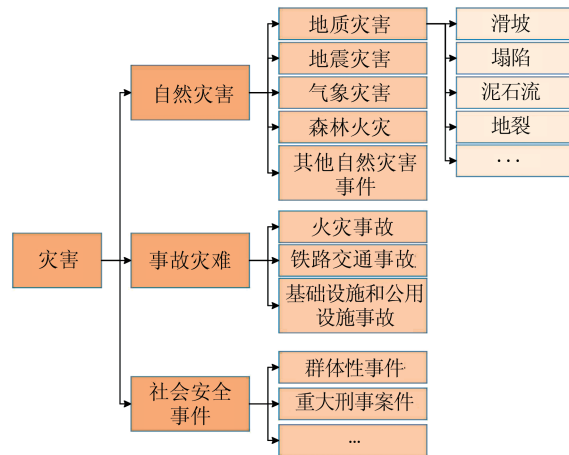 灾害
自然灾害
地质灾害
滑坡
塌陷
泥石流
地裂
···
地震灾害
气象灾害
森林火灾
其他自然灾害
事件
事故灾难
火灾事故
铁路交通事故
基础设施和公用
设施事故
社会安全
事件
群体性事件
重大刑事案件
...